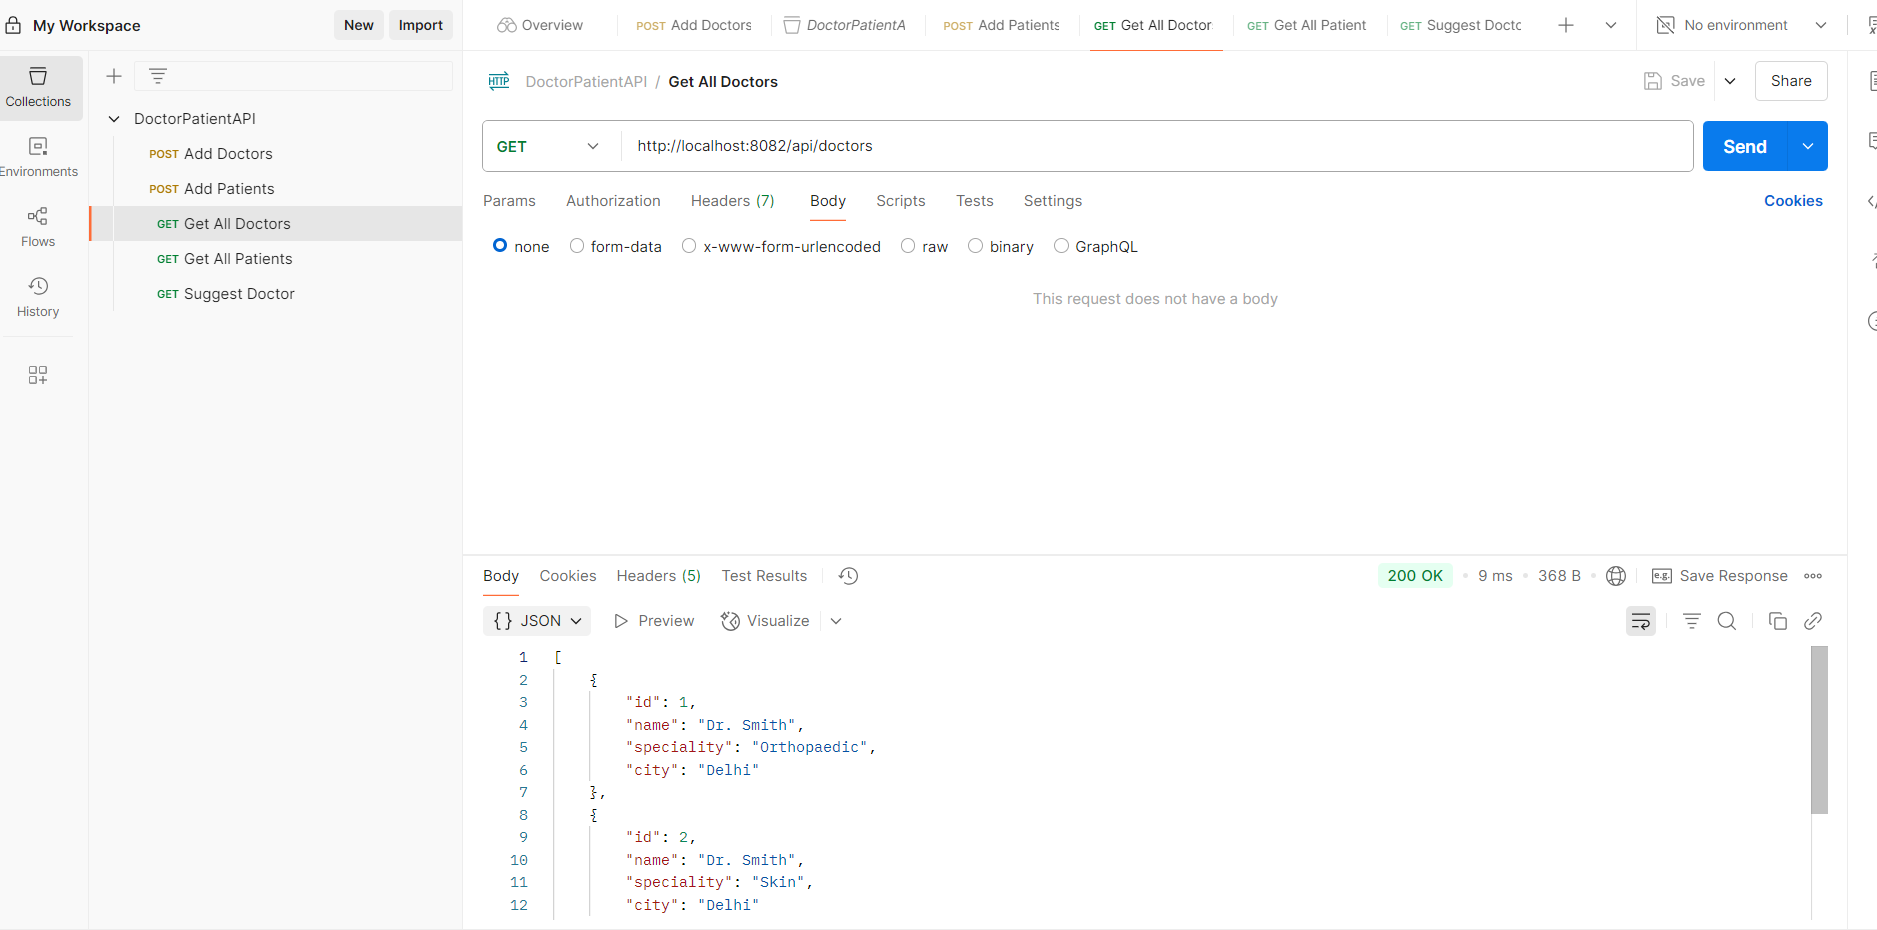 My Workspace
New
Import
Overview
POST Add Doctors
DoctorPatientA
POST Add Patients
GET Get All Doctor
GET Get All Patient
GET Suggest Docto
No environment
Collections
Environments
Flows
History
DoctorPatientAPI
POST Add Doctors
POST Add Patients
GET Get All Doctors
GET Get All Patients
GET Suggest Doctor
HTTP DoctorPatientAPI / Get All Doctors
Save
Share
GET
http://localhost:8082/api/doctors
Send
Params Authorization Headers (7) Body Scripts Tests Settings
Cookies
none form-data x-www-form-urlencoded raw binary GraphQL
This request does not have a body
Body Cookies Headers (5) Test Results
200 OK • 9 ms • 368 B
e.g. Save Response
{} JSON Preview Visualize
1 [
2 {
3 "id": 1,
4 "name": "Dr. Smith",
5 "speciality": "Orthopaedic",
6 "city": "Delhi"
7 },
8 {
9 "id": 2,
10 "name": "Dr. Smith",
11 "speciality": "Skin",
12 "city": "Delhi"